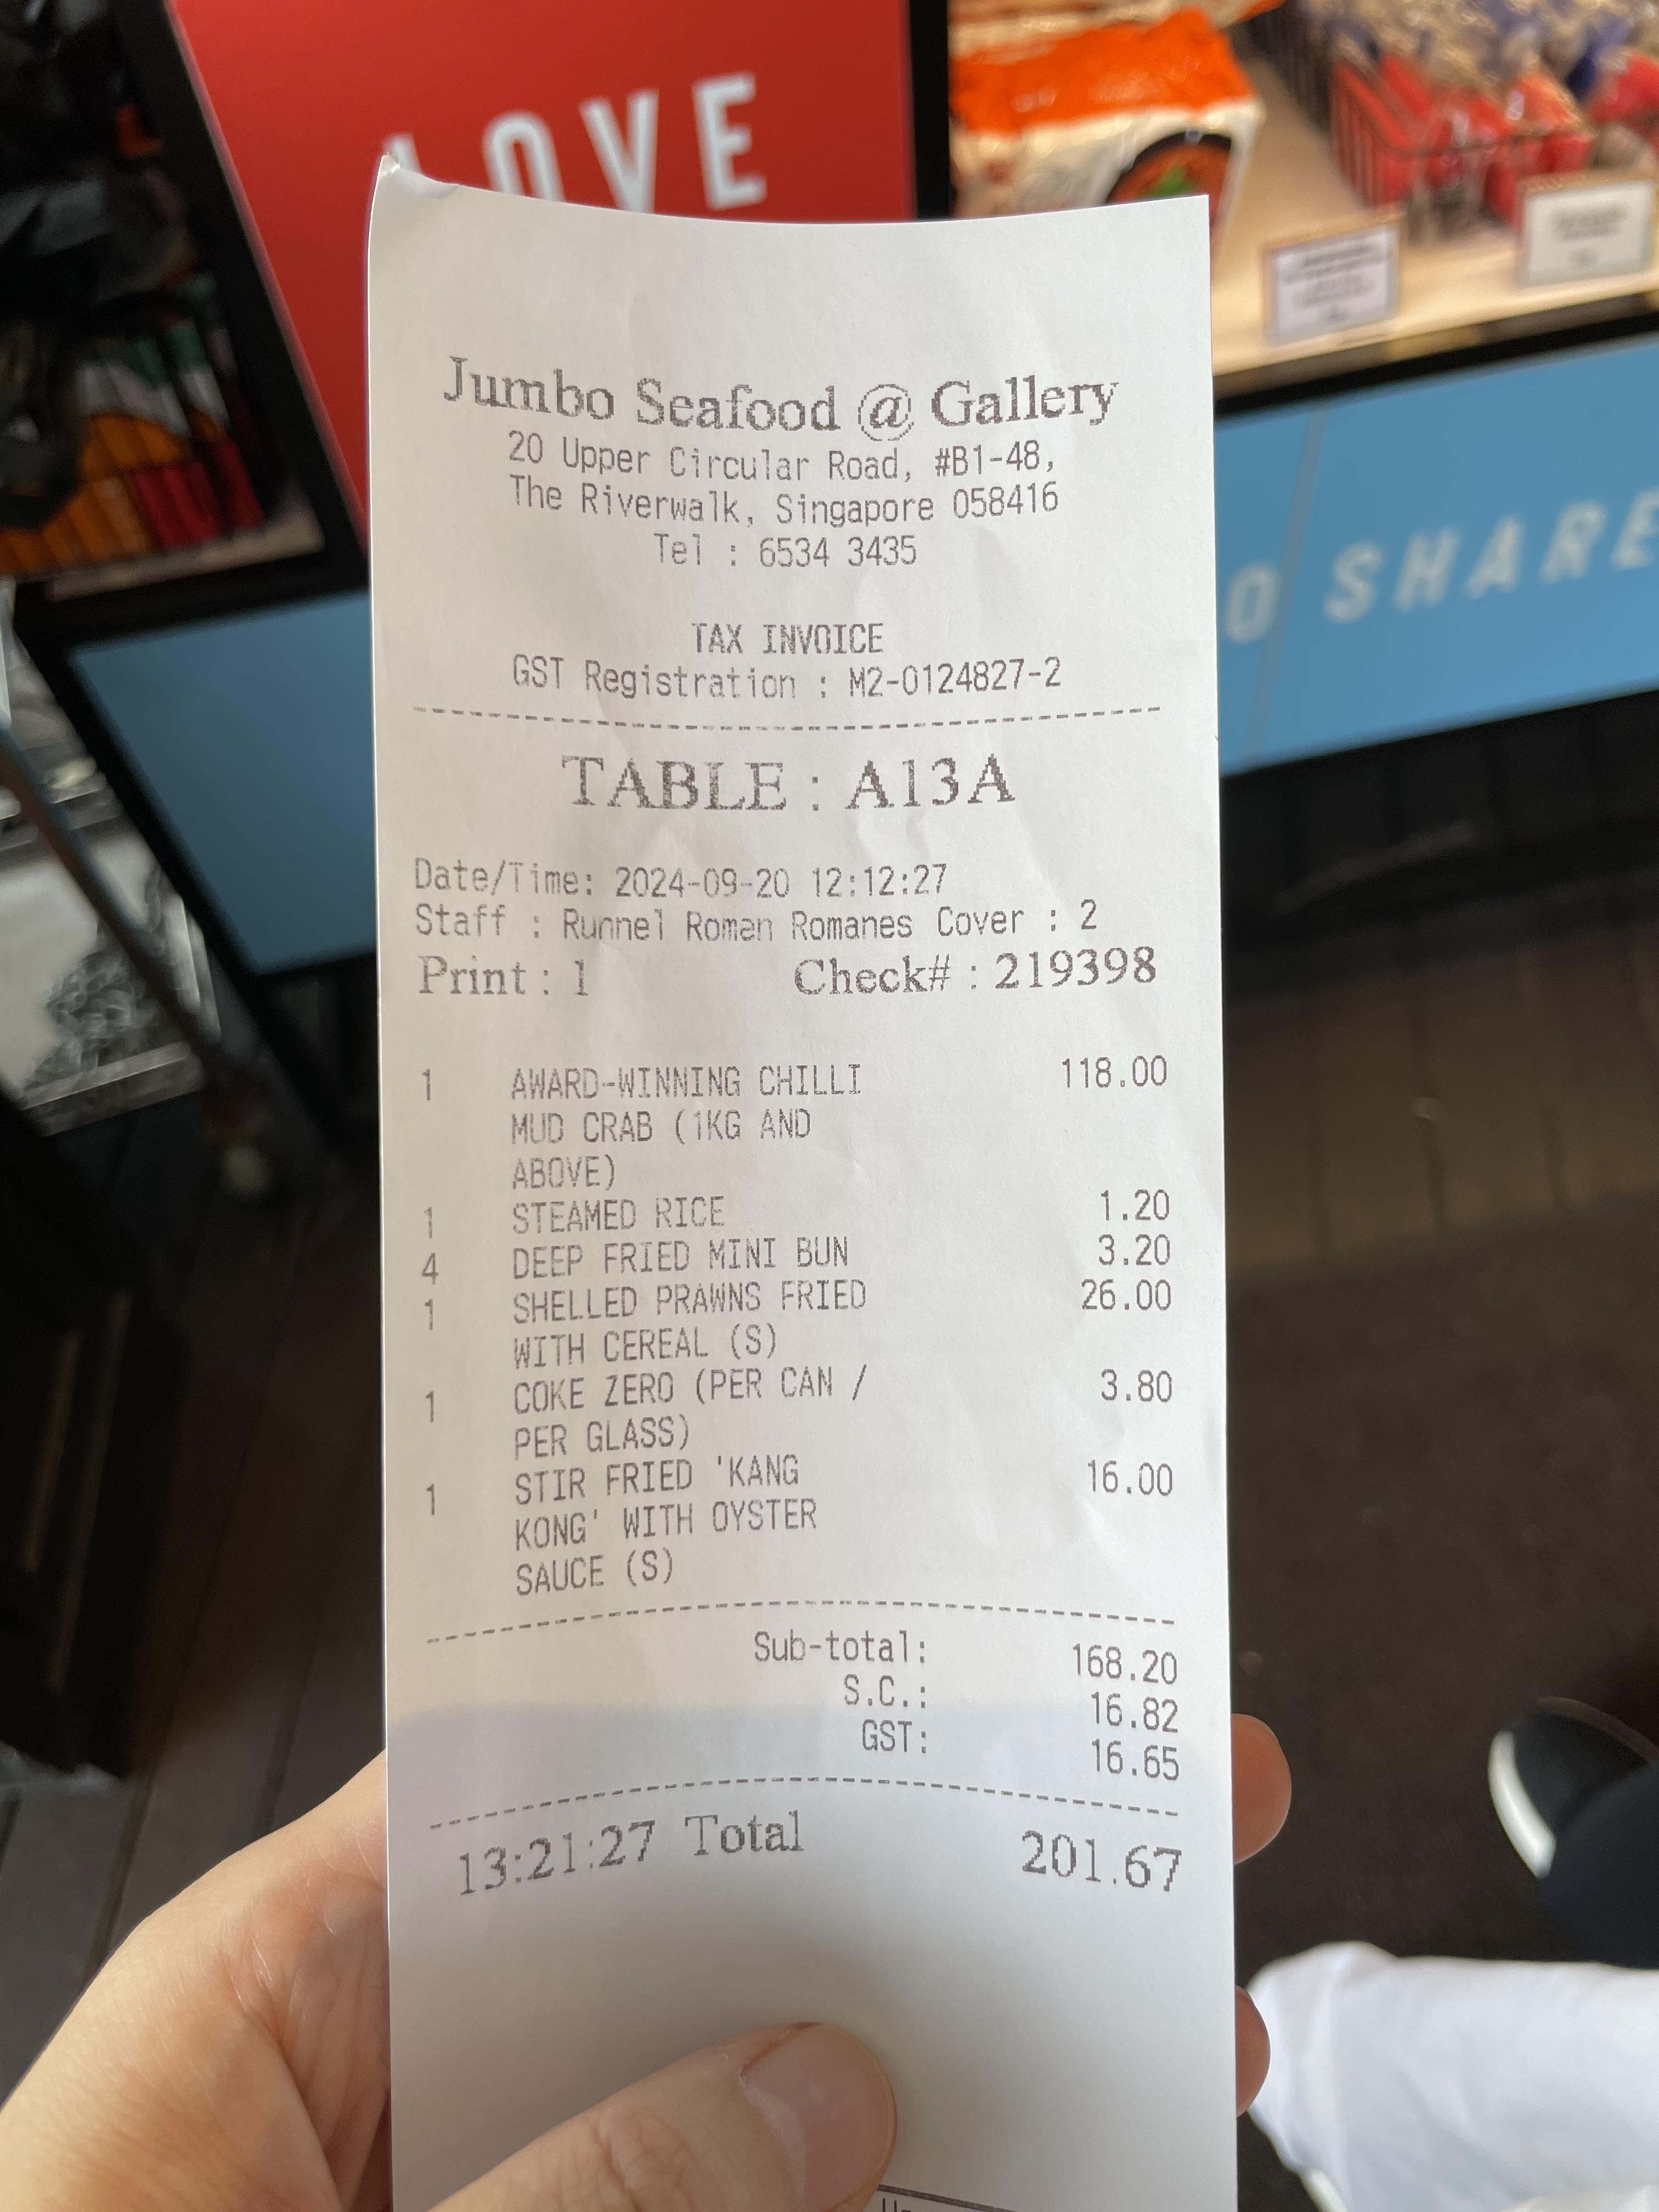 LOVE
O SHARE
Jumbo Seafood @ Gallery
20 Upper Circular Road, #B1-48,
The Riverwalk, Singapore 058416
Tel : 6534 3435
TAX INVOICE
GST Registration : M2-0124827-2
TABLE : A13A
Date/Time: 2024-09-20 12:12:27
Staff : Runnel Roman Romanes Cover : 2
Print : 1 Check# : 219398
1 AWARD-WINNING CHILLI 118.00
MUD CRAB (1KG AND
ABOVE)
1 STEAMED RICE 1.20
4 DEEP FRIED MINI BUN 3.20
1 SHELLED PRAWNS FRIED 26.00
WITH CEREAL (S)
1 COKE ZERO (PER CAN / 3.80
PER GLASS)
1 STIR FRIED 'KANG 16.00
KONG' WITH OYSTER
SAUCE (S)
Sub-total: 168.20
S.C.: 16.82
GST: 16.65
13:21:27 Total 201.67